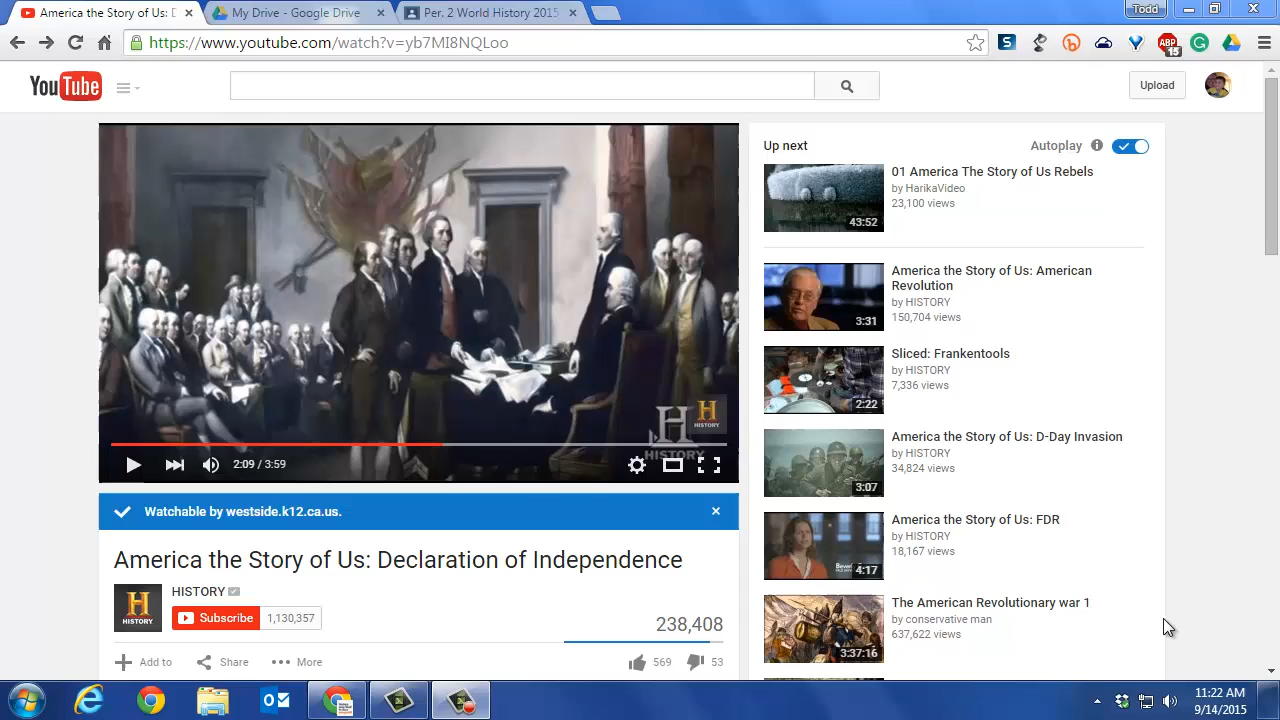 America the Story of Us: D
My Drive - Google Drive
Per. 2 World History 2015
Todd
https://www.youtube.com/watch?v=yb7MI8NQLoo
S
ABP
15
YouTube
Upload
H
HISTORY
H
HISTORY
2:09 / 3:59
Watchable by westside.k12.ca.us.
America the Story of Us: Declaration of Independence
H
HISTORY
HISTORY
Subscribe 1,130,357
238,408
Add to Share More 569 53
Up next Autoplay
43:52
01 America The Story of Us Rebels
by HarikaVideo
23,100 views
3:31
America the Story of Us: American
Revolution
by HISTORY
150,704 views
2:22
Sliced: Frankentools
by HISTORY
7,336 views
3:07
America the Story of Us: D-Day Invasion
by HISTORY
34,824 views
4:17
America the Story of Us: FDR
by HISTORY
18,167 views
3:37:16
The American Revolutionary war 1
by conservative man
637,622 views
11:22 AM
9/14/2015